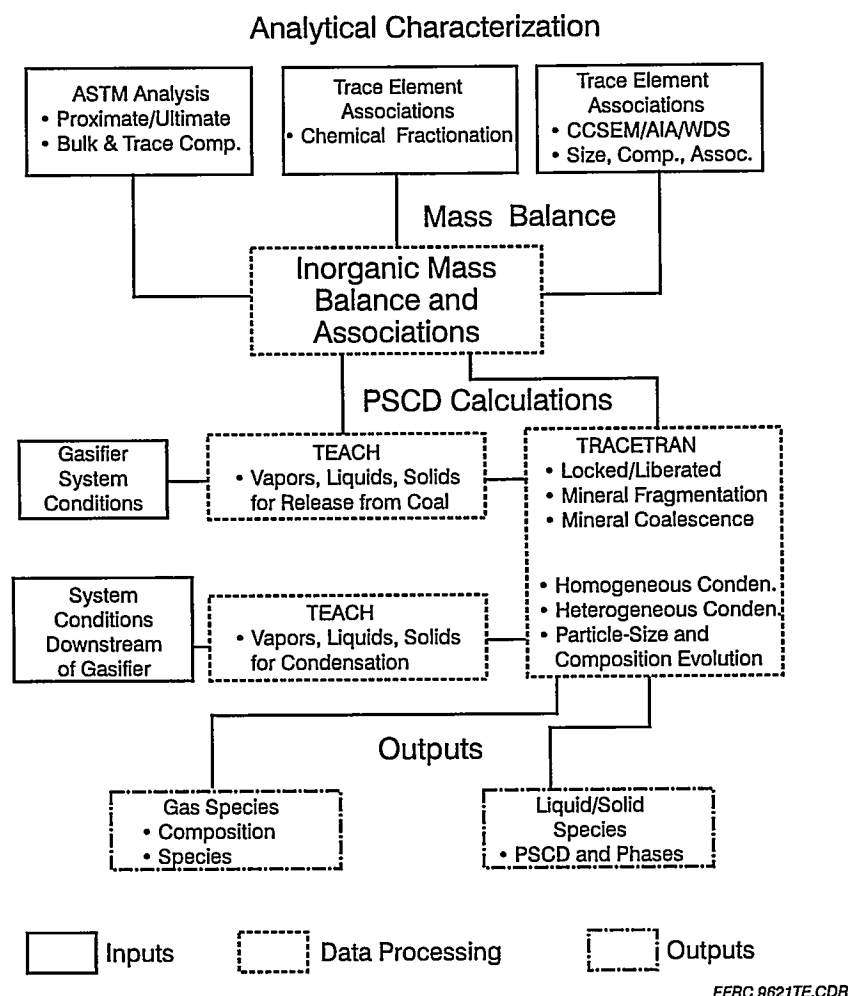 Analytical Characterization
ASTM Analysis
• Proximate/Ultimate
• Bulk & Trace Comp.
Trace Element
Associations
• Chemical Fractionation
Trace Element
Associations
• CCSEM/AIA/WDS
• Size, Comp., Assoc.
Mass Balance
Inorganic Mass
Balance and
Associations
PSCD Calculations
Gasifier
System
Conditions
TEACH
• Vapors, Liquids, Solids
for Release from Coal
TRACETRAN
• Locked/Liberated
• Mineral Fragmentation
• Mineral Coalescence
• Homogeneous Conden.
• Heterogeneous Conden.
• Particle-Size and
Composition Evolution
System
Conditions
Downstream
of Gasifier
TEACH
• Vapors, Liquids, Solids
for Condensation
Outputs
Gas Species
• Composition
• Species
Liquid/Solid
Species
• PSCD and Phases
Inputs
Data Processing
Outputs
EERC 9621TE.CDR